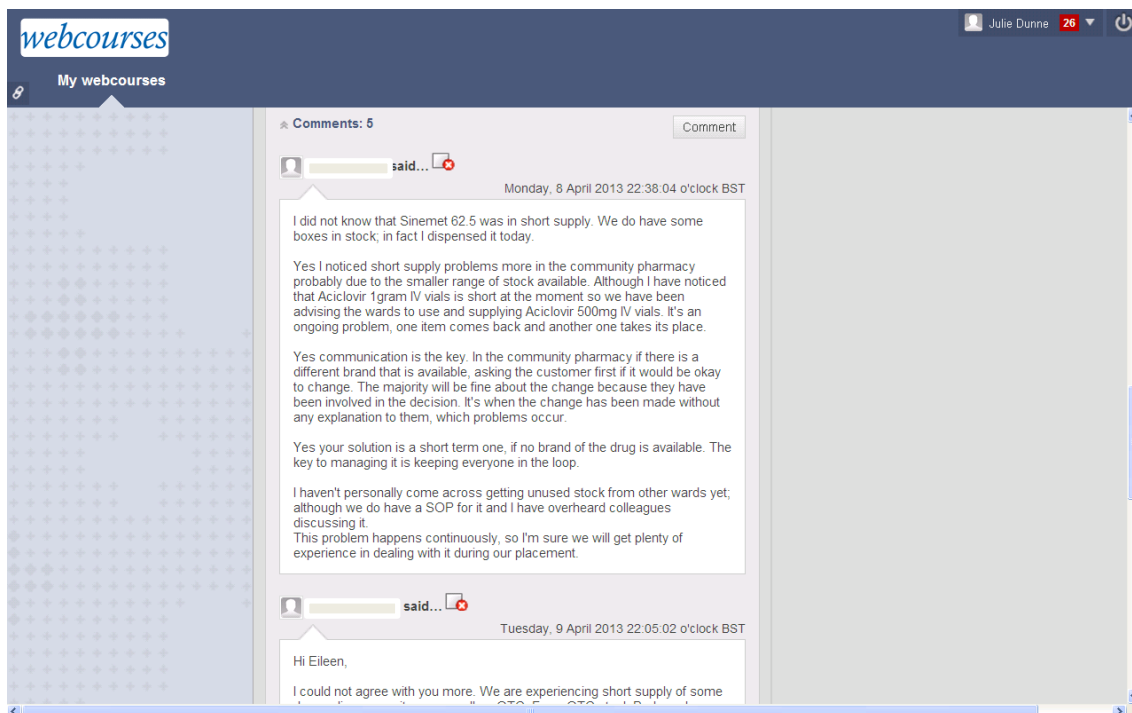 webcourses
Julie Dunne 26
My webcourses
Comments: 5
Comment
said...
Monday, 8 April 2013 22:38:04 o'clock BST
I did not know that Sinemet 62.5 was in short supply. We do have some
boxes in stock; in fact I dispensed it today.
Yes I noticed short supply problems more in the community pharmacy
probably due to the smaller range of stock available. Although I have noticed
that Aciclovir 1gram IV vials is short at the moment so we have been
advising the wards to use and supplying Aciclovir 500mg IV vials. It's an
ongoing problem, one item comes back and another one takes its place.
Yes communication is the key. In the community pharmacy if there is a
different brand that is available, asking the customer first if it would be okay
to change. The majority will be fine about the change because they have
been involved in the decision. It's when the change has been made without
any explanation to them, which problems occur.
Yes your solution is a short term one, if no brand of the drug is available. The
key to managing it is keeping everyone in the loop.
I haven't personally come across getting unused stock from other wards yet;
although we do have a SOP for it and I have overheard colleagues
discussing it.
This problem happens continuously, so I'm sure we will get plenty of
experience in dealing with it during our placement.
said...
Tuesday, 9 April 2013 22:05:02 o'clock BST
Hi Eileen,
I could not agree with you more. We are experiencing short supply of some